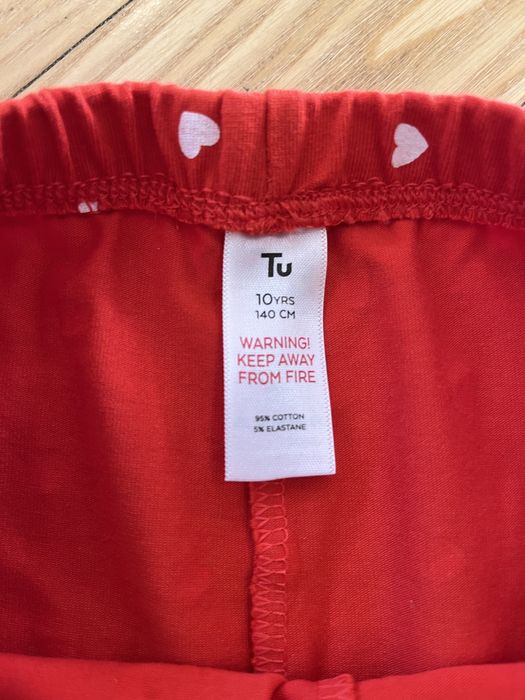 Tu
10YRS
140 CM
WARNING!
KEEP AWAY
FROM FIRE
95% COTTON
5% ELASTANE